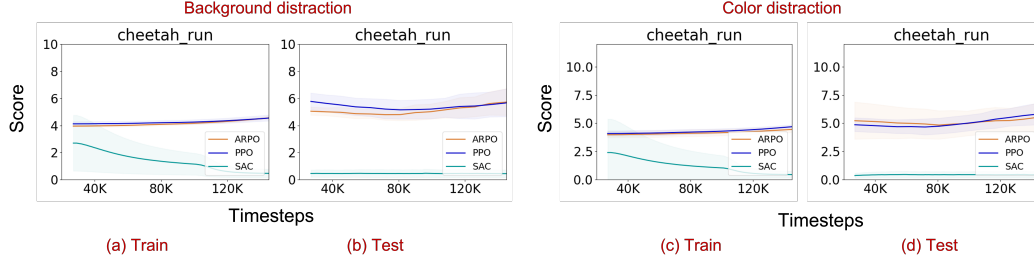 Background distraction
Color distraction
cheetah_run
cheetah_run
cheetah_run
cheetah_run
Score
10
8
6
4
2
0
40K
80K
120K
ARPO
PPO
SAC
10
8
6
4
2
0
40K
80K
120K
ARPO
PPO
SAC
Timesteps
(a) Train
(b) Test
Score
10.0
7.5
5.0
2.5
0.0
40K
80K
120K
ARPO
PPO
SAC
10.0
7.5
5.0
2.5
0.0
40K
80K
120K
ARPO
PPO
SAC
Timesteps
(c) Train
(d) Test